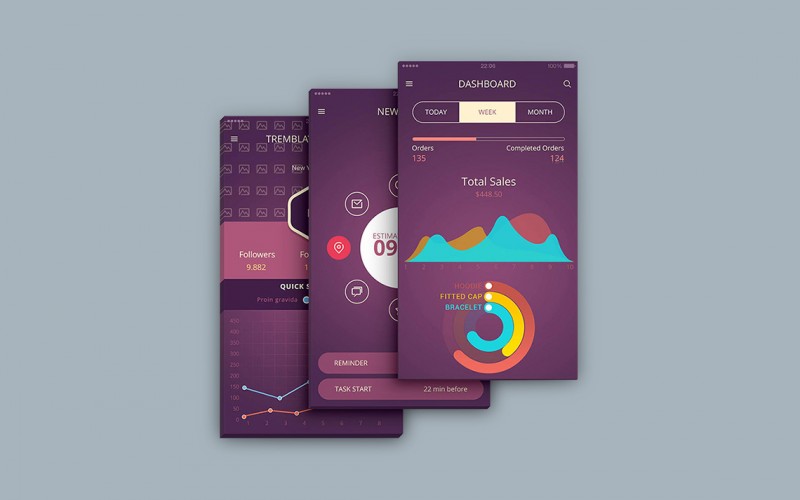 22.00
100%
DASHBOARD
TODAY WEEK MONTH
Orders
Completed Orders
135
124
Total Sales
$448.50
1 2 3 4 5 6 7 8 9 10
HOODIE
FITTED CAP
BRACELET
NEW
ESTIMA
09
REMINDER
TASK START
22 min before
TREMBLA
New Y
Followers
Fo
9.882
1
QUICK S
Proin gravida
300
250
200
150
100
50
0
1 2 3 4 5 6 7 8